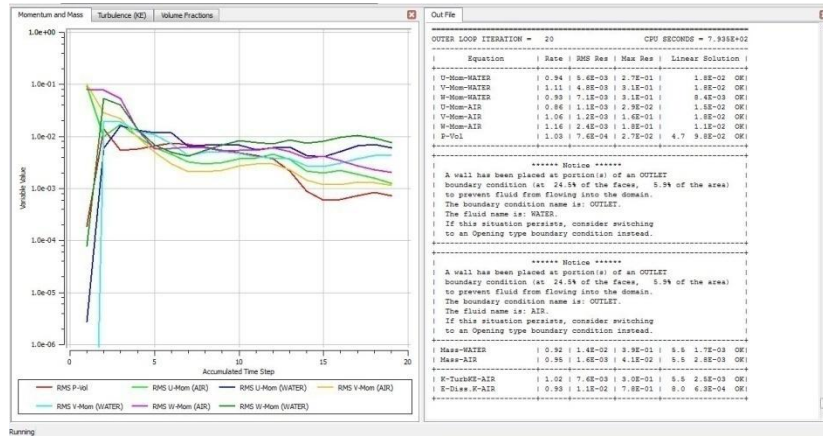 Momentum and Mass
Turbulence (KE)
Volume Fractions
1.0e+00
1.0e-01
1.0e-02
1.0e-03
1.0e-04
1.0e-05
1.0e-06
Variable Value
0 5 10 15 20
Accumulated Time Step
RMS P-Vol
RMS U-Mom (AIR)
RMS U-Mom (WATER)
RMS V-Mom (AIR)
RMS V-Mom (WATER)
RMS W-Mom (AIR)
RMS W-Mom (WATER)
Running
Out File
OUTER LOOP ITERATION = 20 CPU SECONDS = 7.935E+02
| Equation | Rate | RMS Res | Max Res | Linear Solution |
| U-Mom-WATER | 0.94 | 5.6E-03 | 2.7E-01 | 1.8E-02 OK|
| V-Mom-WATER | 1.11 | 4.8E-03 | 3.1E-01 | 1.8E-02 OK|
| W-Mom-WATER | 0.93 | 7.1E-03 | 3.1E-01 | 8.4E-03 OK|
| U-Mom-AIR | 0.86 | 1.1E-03 | 2.9E-02 | 1.5E-02 OK|
| V-Mom-AIR | 1.06 | 1.2E-03 | 1.6E-01 | 1.8E-02 OK|
| W-Mom-AIR | 1.16 | 2.4E-03 | 1.8E-01 | 1.1E-02 OK|
| P-Vol | 1.03 | 7.6E-04 | 2.7E-02 | 4.7 9.8E-02 OK|
****** Notice ******
A wall has been placed at portion(s) of an OUTLET
boundary condition (at 24.5% of the faces, 5.9% of the area)
to prevent fluid from flowing into the domain.
The boundary condition name is: OUTLET.
The fluid name is: WATER.
If this situation persists, consider switching
to an Opening type boundary condition instead.
****** Notice ******
A wall has been placed at portion(s) of an OUTLET
boundary condition (at 24.5% of the faces, 5.9% of the area)
to prevent fluid from flowing into the domain.
The boundary condition name is: OUTLET.
The fluid name is: AIR.
If this situation persists, consider switching
to an Opening type boundary condition instead.
| Mass-WATER | 0.92 | 1.4E-02 | 3.9E-01 | 5.5 1.7E-03 OK|
| Mass-AIR | 0.95 | 1.6E-03 | 4.1E-02 | 5.5 2.8E-03 OK|
| K-TurbKE-AIR | 1.02 | 7.6E-03 | 3.0E-01 | 5.5 2.5E-03 OK|
| E-Diss.K-AIR | 0.93 | 1.1E-02 | 7.8E-01 | 8.0 6.3E-04 OK|